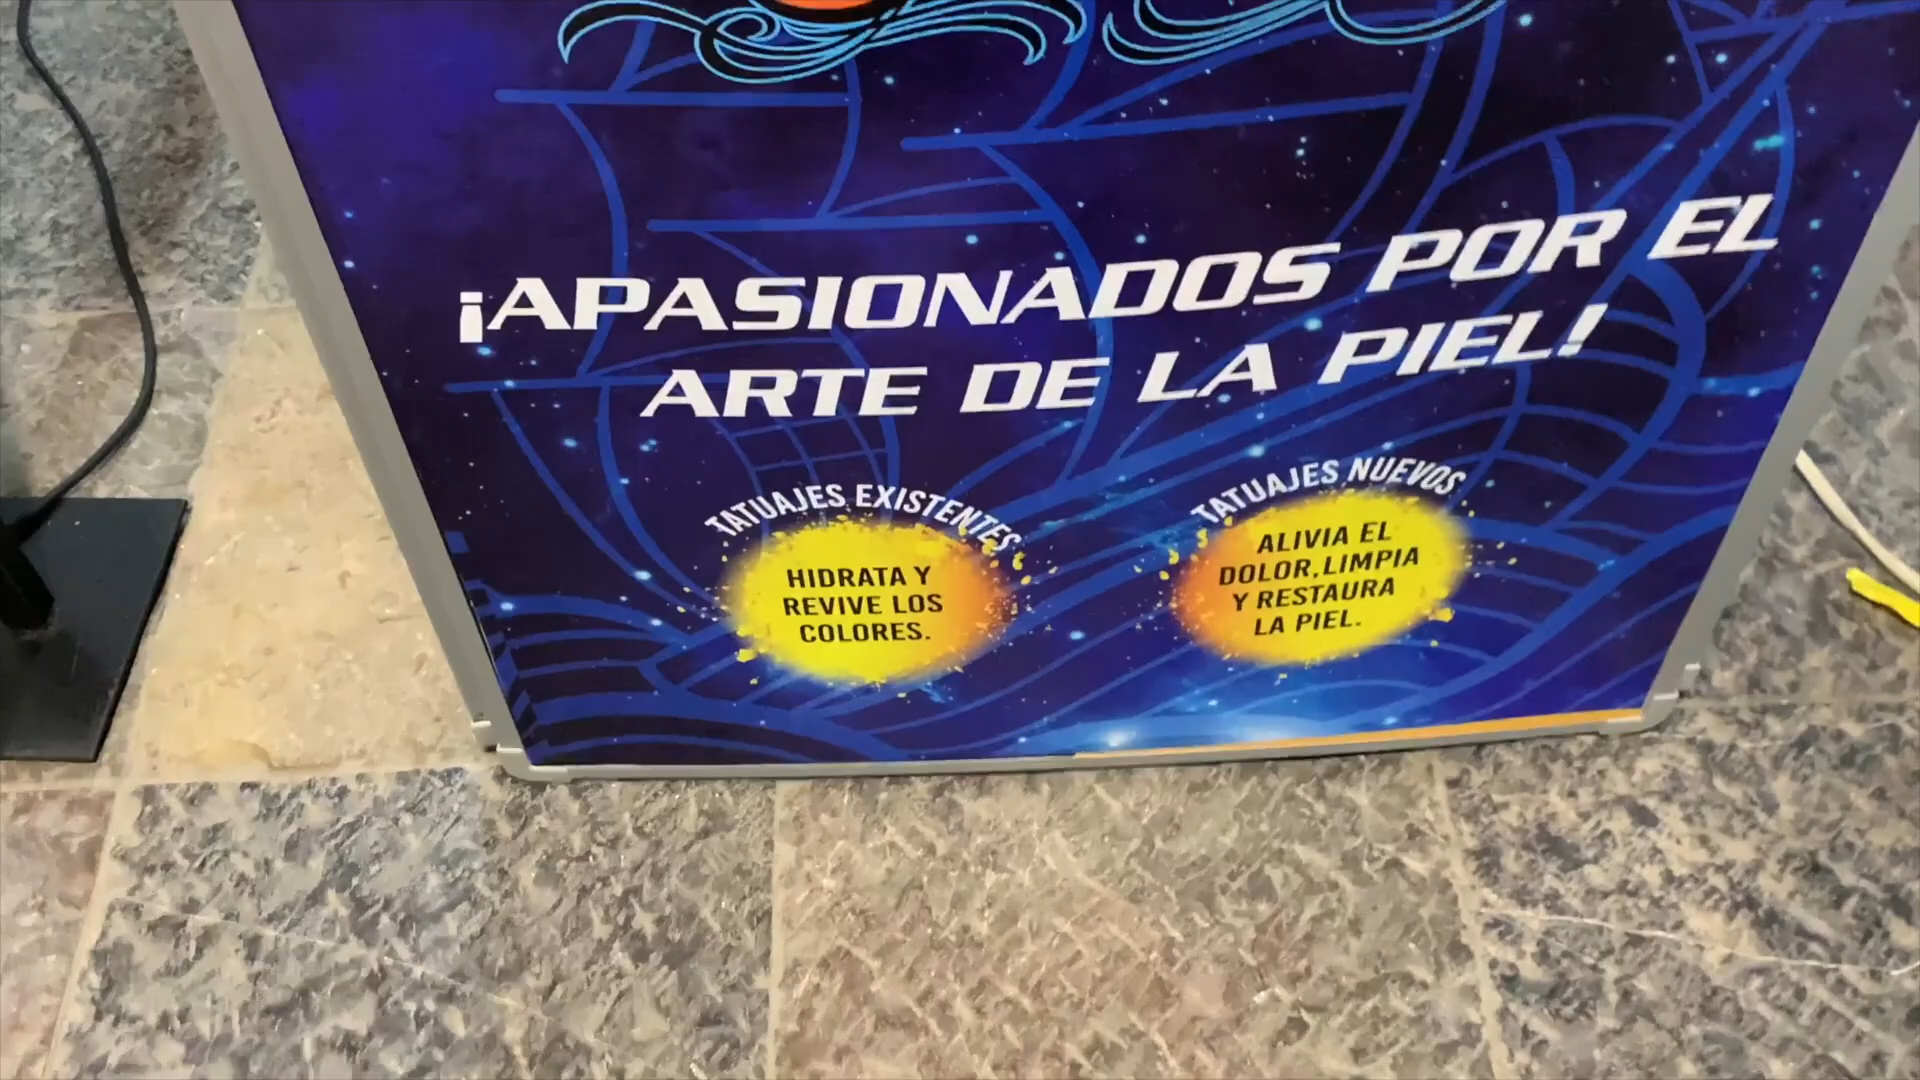 ¡APASIONADOS POR EL
ARTE DE LA PIEL!
TATUAJES EXISTENTES
HIDRATA Y
REVIVE LOS
COLORES.
TATUAJES NUEVOS
ALIVIA EL
DOLOR,LIMPIA
Y RESTAURA
LA PIEL.